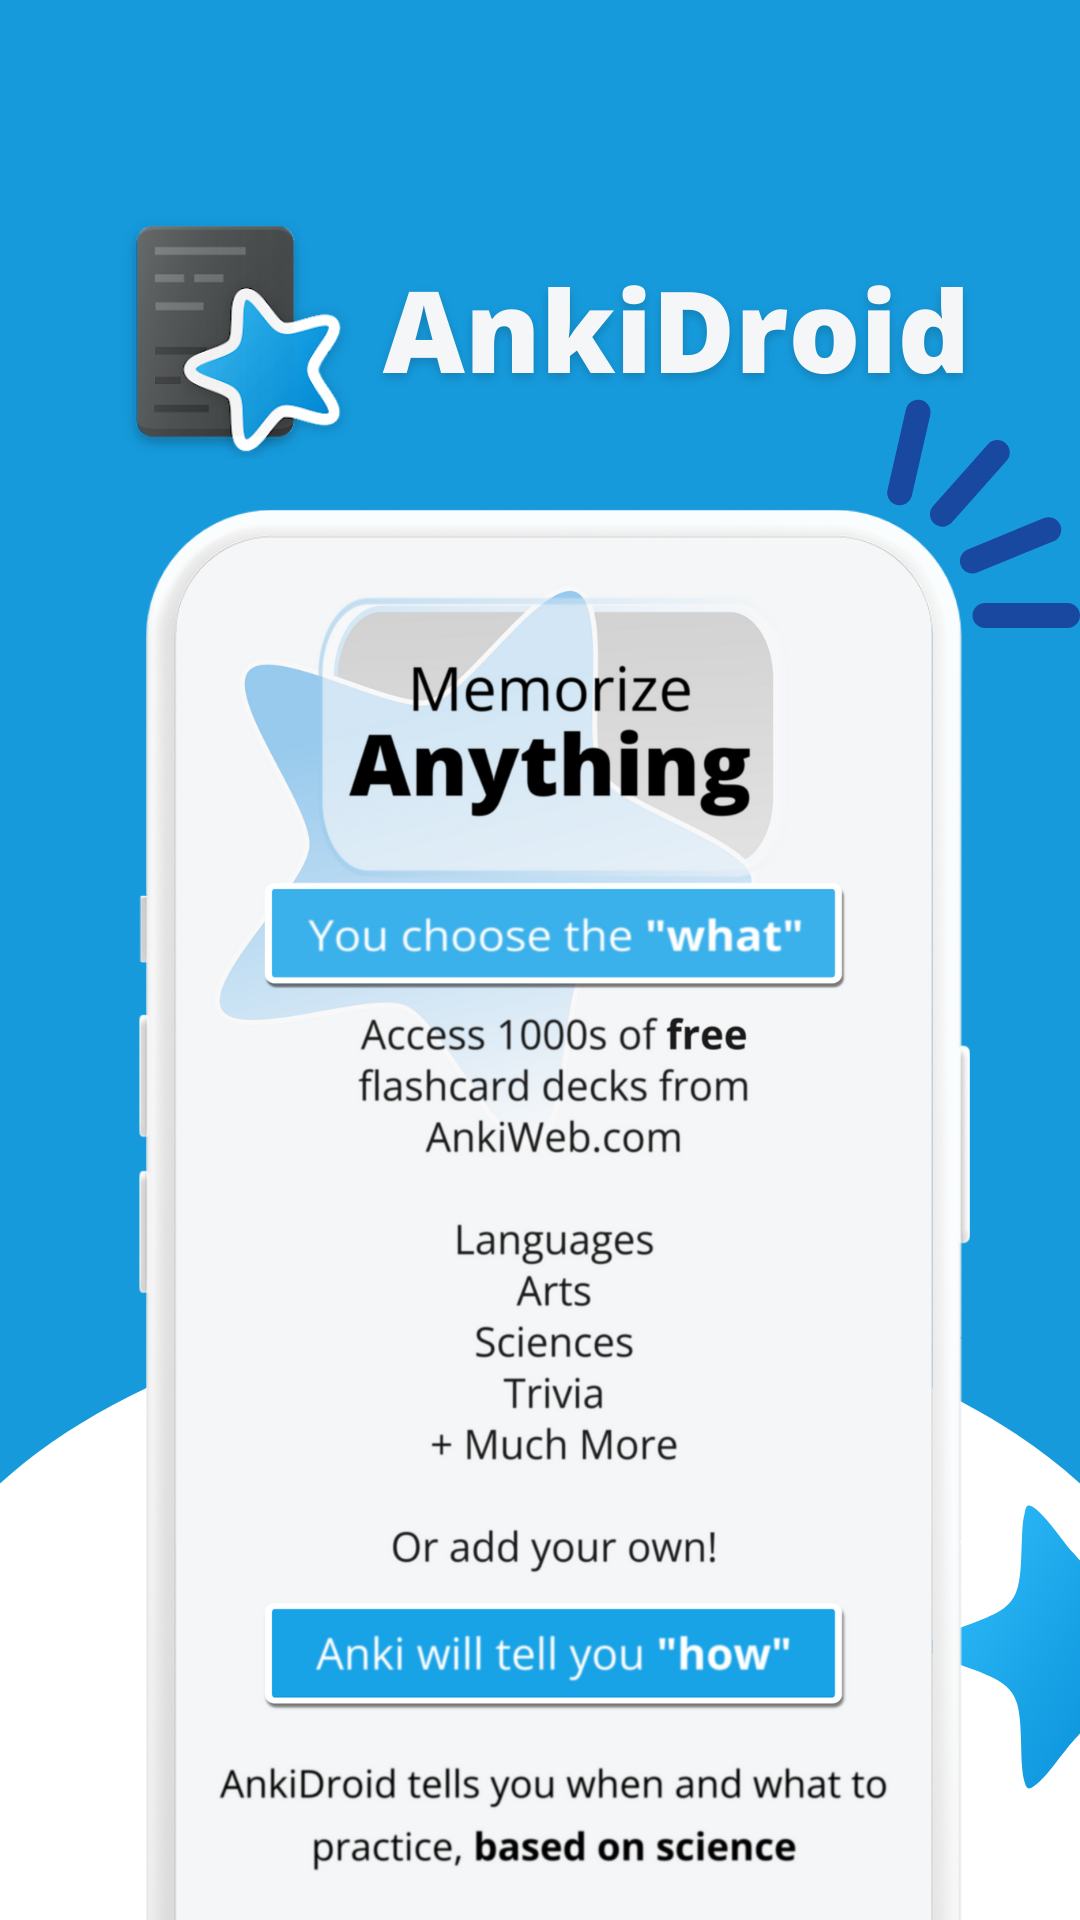 AnkiDroid
Memorize
Anything
You choose the "what"
Access 1000s of free
flashcard decks from
AnkiWeb.com
Languages
Arts
Sciences
Trivia
+ Much More
Or add your own!
Anki will tell you "how"
AnkiDroid tells you when and what to
practice, based on science